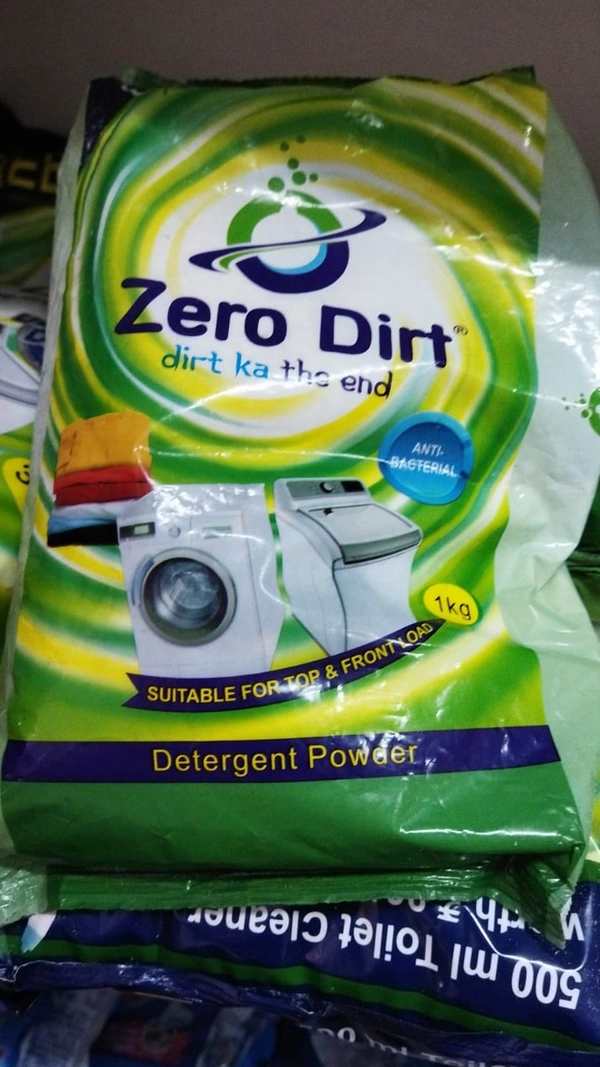 Zero Dirt®
dirt ka the end
ANTI-
BACTERIAL
1kg
SUITABLE FOR TOP & FRONT LOAD
Detergent Powder
500 ml Toilet Cleaner
worth ₹